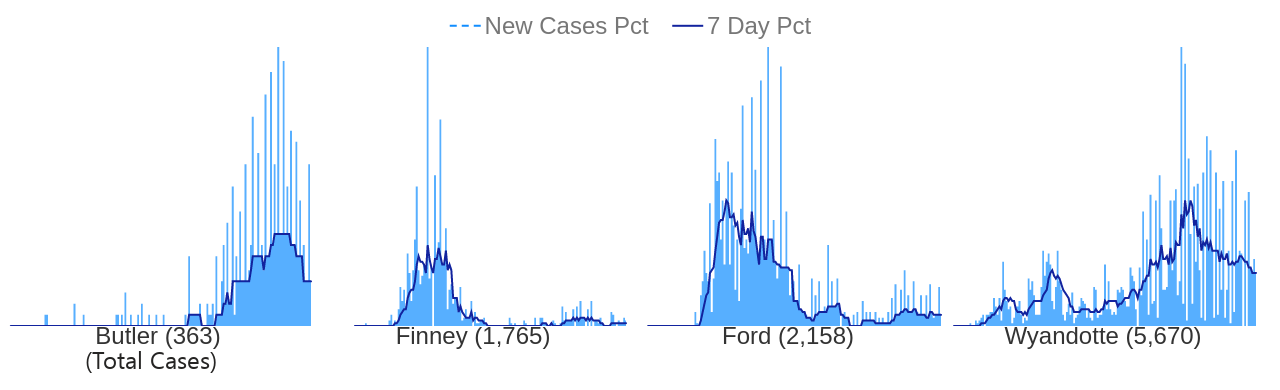 New Cases Pct 7 Day Pct
Butler (363) Finney (1,765) Ford (2,158) Wyandotte (5,670)
(Total Cases)